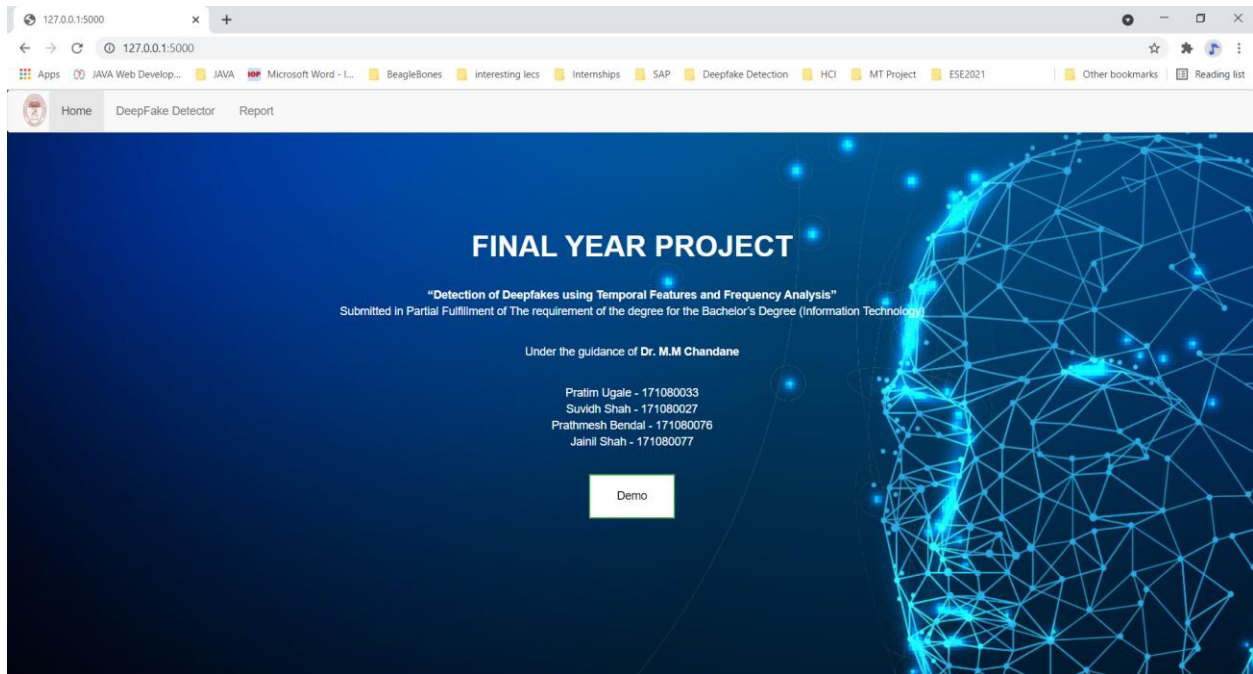 127.0.0.1:5000
127.0.0.1:5000
Apps JAVA Web Develop... JAVA IOP Microsoft Word - I... BeagleBones interesting lecs Internships SAP Deepfake Detection HCI MT Project ESE2021 Other bookmarks Reading list
Home DeepFake Detector Report
FINAL YEAR PROJECT
“Detection of Deepfakes using Temporal Features and Frequency Analysis”
Submitted in Partial Fulfillment of The requirement of the degree for the Bachelor's Degree (Information Technology)
Under the guidance of Dr. M.M Chandane
Pratim Ugale - 171080033
Suvidh Shah - 171080027
Prathmesh Bendal - 171080076
Jainil Shah - 171080077
Demo